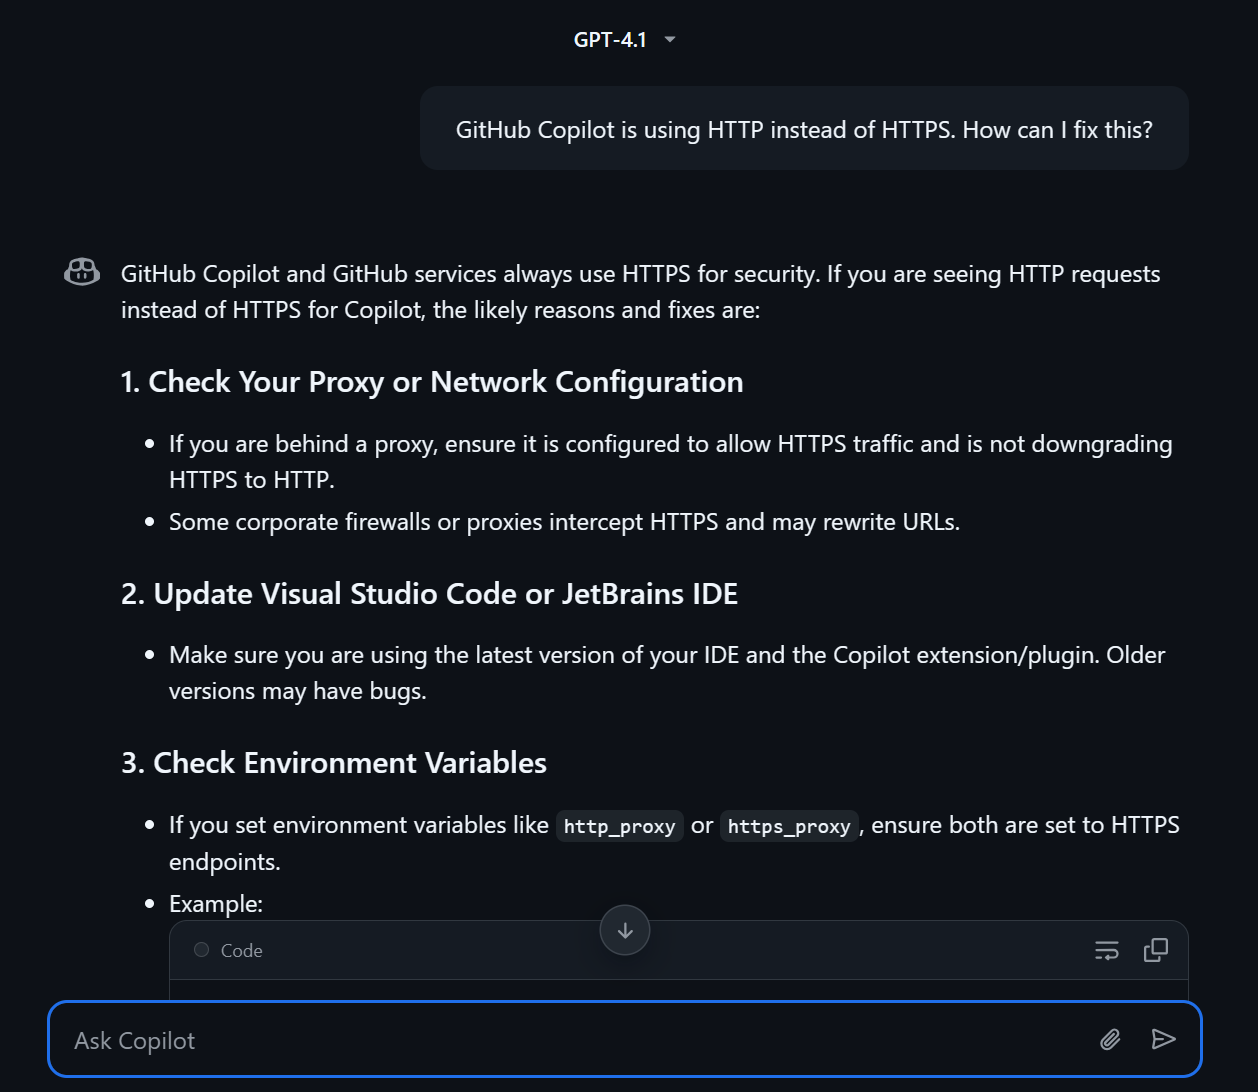 GPT-4.1
GitHub Copilot is using HTTP instead of HTTPS. How can I fix this?
GitHub Copilot and GitHub services always use HTTPS for security. If you are seeing HTTP requests
instead of HTTPS for Copilot, the likely reasons and fixes are:
1. Check Your Proxy or Network Configuration
• If you are behind a proxy, ensure it is configured to allow HTTPS traffic and is not downgrading
HTTPS to HTTP.
• Some corporate firewalls or proxies intercept HTTPS and may rewrite URLs.
2. Update Visual Studio Code or JetBrains IDE
• Make sure you are using the latest version of your IDE and the Copilot extension/plugin. Older
versions may have bugs.
3. Check Environment Variables
• If you set environment variables like http_proxy or https_proxy, ensure both are set to HTTPS
endpoints.
• Example:
Code
Ask Copilot